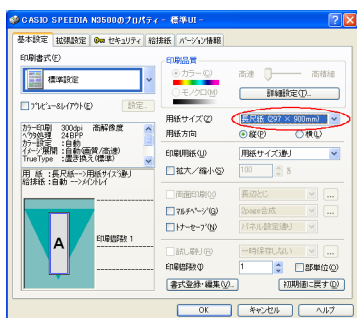 CASIO SPEEDIA N3500のプロパティ - 標準UI -
基本設定 拡張設定 セキュリティ 給排紙 バージョン情報
印刷書式(E)
標準設定
プレビュー&レイアウト(E) 設定...
カラー印刷 300dpi 高解像度
ベタ効処理 24BPP
カラー設定 :自動
イメージ展開 :自動(画質/高速)
TrueType :置き換え(標準)
用 紙 :長尺紙-->用紙サイズ通り
給排紙 :自動 -->メイントレイ
A
印刷部数 1
印刷品質
カラー(C) 高速 高精細
モノクロ(M) 詳細設定(T)...
用紙サイズ(Z) 長尺紙 (297 × 900mm)
用紙方向 縦(P) 横(L)
印刷用紙(U) 用紙サイズ通り
拡大/縮小(S) 100 %
両面印刷(X) 長辺とじ ...
マルチページ(G) 2page合成 ...
トナーセーブ(N) パネル設定通り
試し刷り(R) 一時保存しない ...
印刷部数(I) 1 部単位(O)
書式登録・編集(V)... 初期値に戻す(D)
OK キャンセル ヘルプ